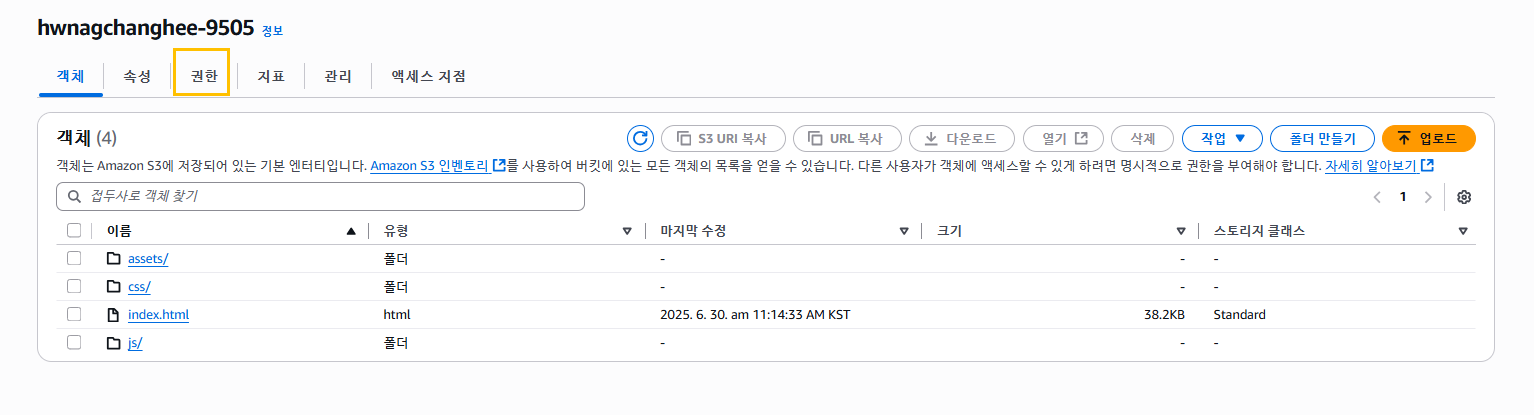 hwnagchanghee-9505 정보
객체 속성 권한 지표 관리 액세스 지점
객체 (4) S3 URI 복사 URL 복사 다운로드 열기 삭제 작업 폴더 만들기 업로드
객체는 Amazon S3에 저장되어 있는 기본 엔터티입니다. Amazon S3 인벤토리를 사용하여 버킷에 있는 모든 객체의 목록을 얻을 수 있습니다. 다른 사용자가 객체에 액세스할 수 있게 하려면 명시적으로 권한을 부여해야 합니다. 자세히 알아보기
접두사로 객체 찾기 1
이름 유형 마지막 수정 크기 스토리지 클래스
assets/ 폴더 - - -
css/ 폴더 - - -
index.html html 2025. 6. 30. am 11:14:33 AM KST 38.2KB Standard
js/ 폴더 - - -